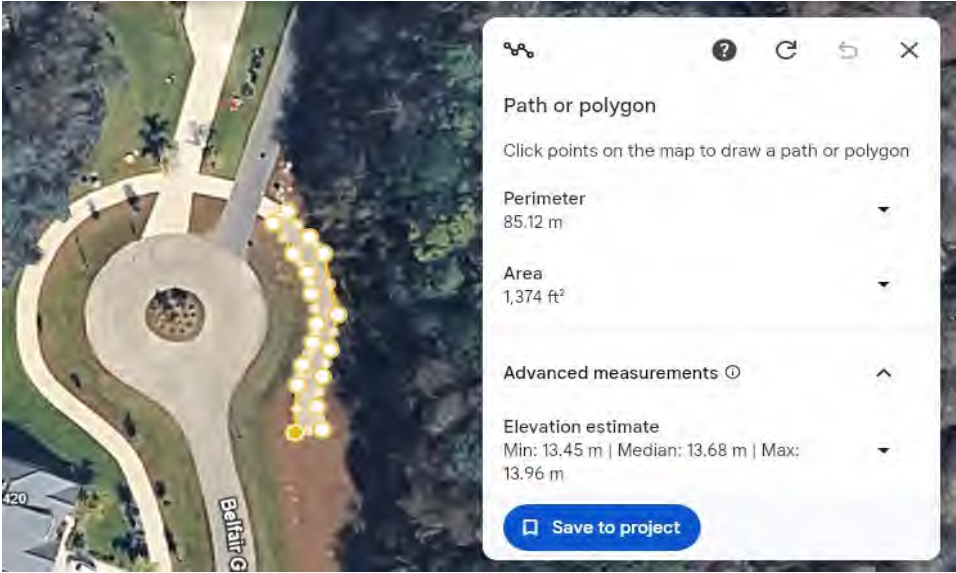 Path or polygon
Click points on the map to draw a path or polygon
Perimeter
85.12 m
Area
1,374 ft²
Advanced measurements
Elevation estimate
Min: 13.45 m | Median: 13.68 m | Max:
13.96 m
Save to project
420
Belfair G